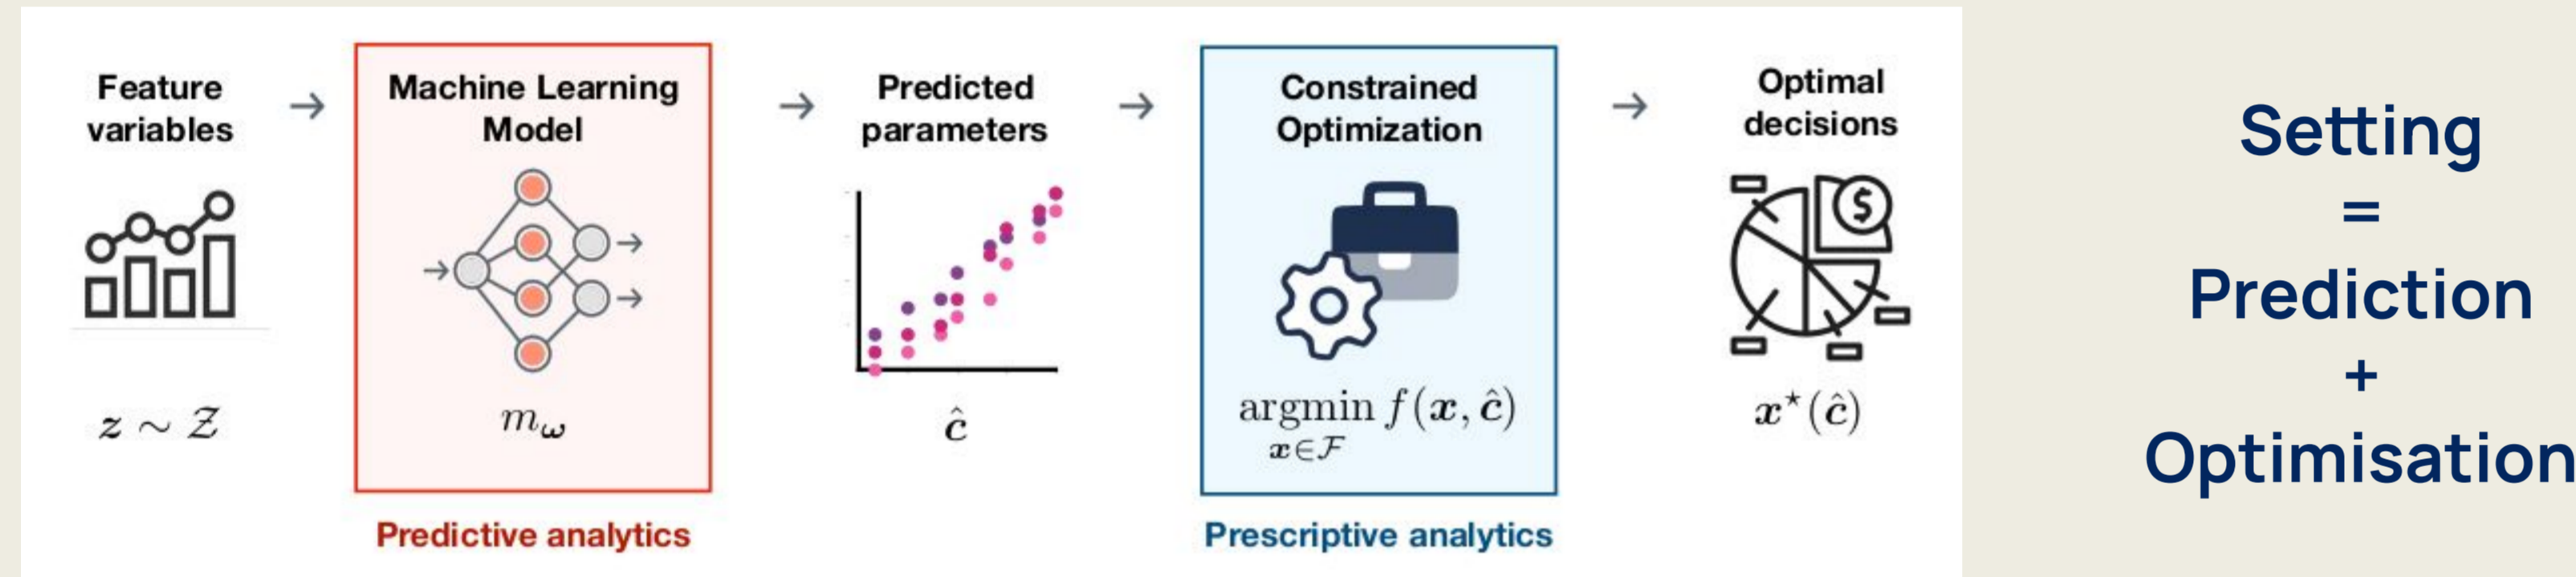 Feature
variables
→
Machine Learning
Model
→
Predicted
parameters
→
Constrained
Optimization
→
Optimal
decisions
$
z ∼ 𝒵
m_ω
ĉ
argmin f(x, ĉ)
x∈ℱ
x⋆(ĉ)
Predictive analytics
Prescriptive analytics
Setting
=
Prediction
+
Optimisation